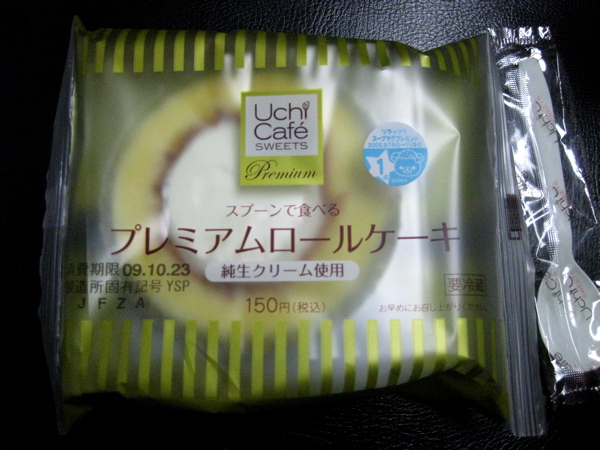 Uchi
Café
SWEETS
Premium
1
スプーンで食べる
プレミアムロールケーキ
純生クリーム使用
消費期限 09.10.23
製造所固有記号 YSP
J F Z A
150円(税込)
要冷蔵
お早めにお召し上がりください
Uchi Café